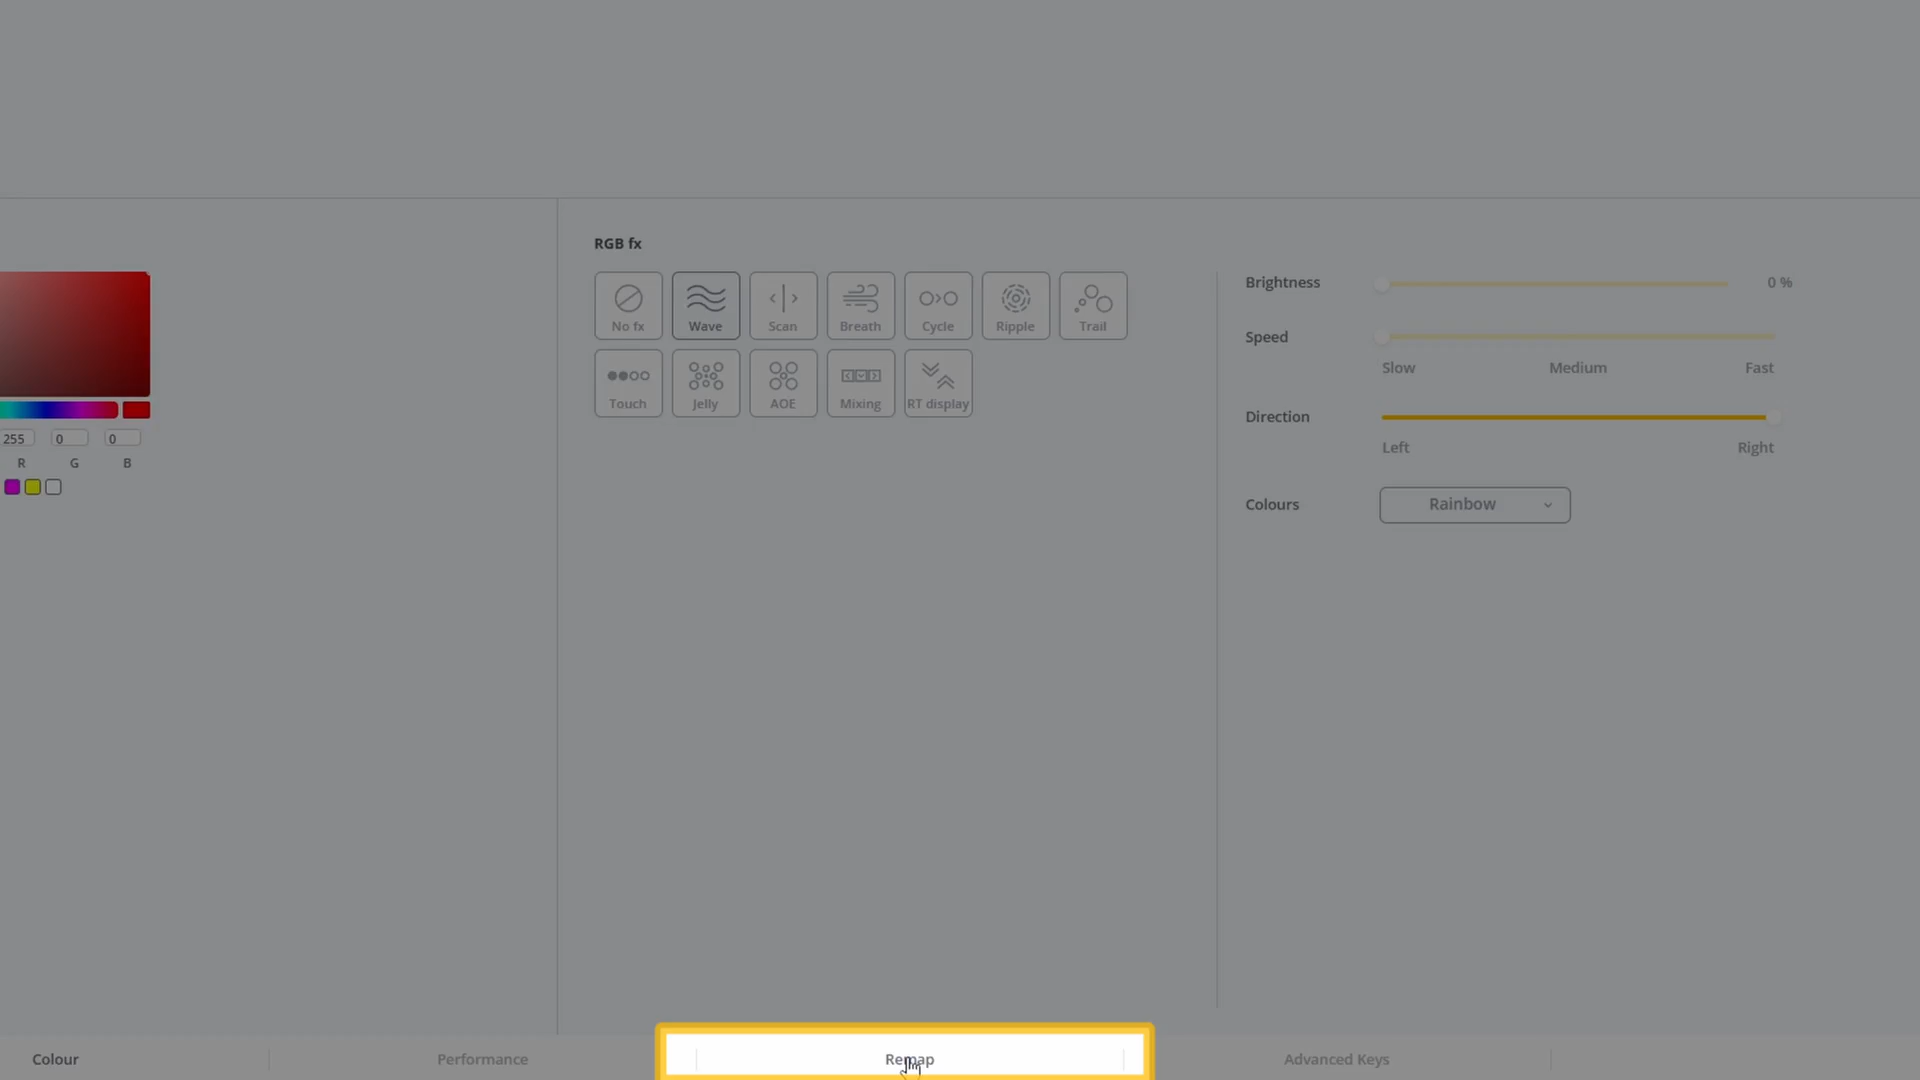 RGB fx
No fx
Wave
Scan
Breath
Cycle
Ripple
Trail
Touch
Jelly
AOE
Mixing
RT display
Brightness
0 %
Speed
Slow
Medium
Fast
Direction
Left
Right
Colours
Rainbow
255
0
0
R
G
B
Colour
Performance
Remap
Advanced Keys